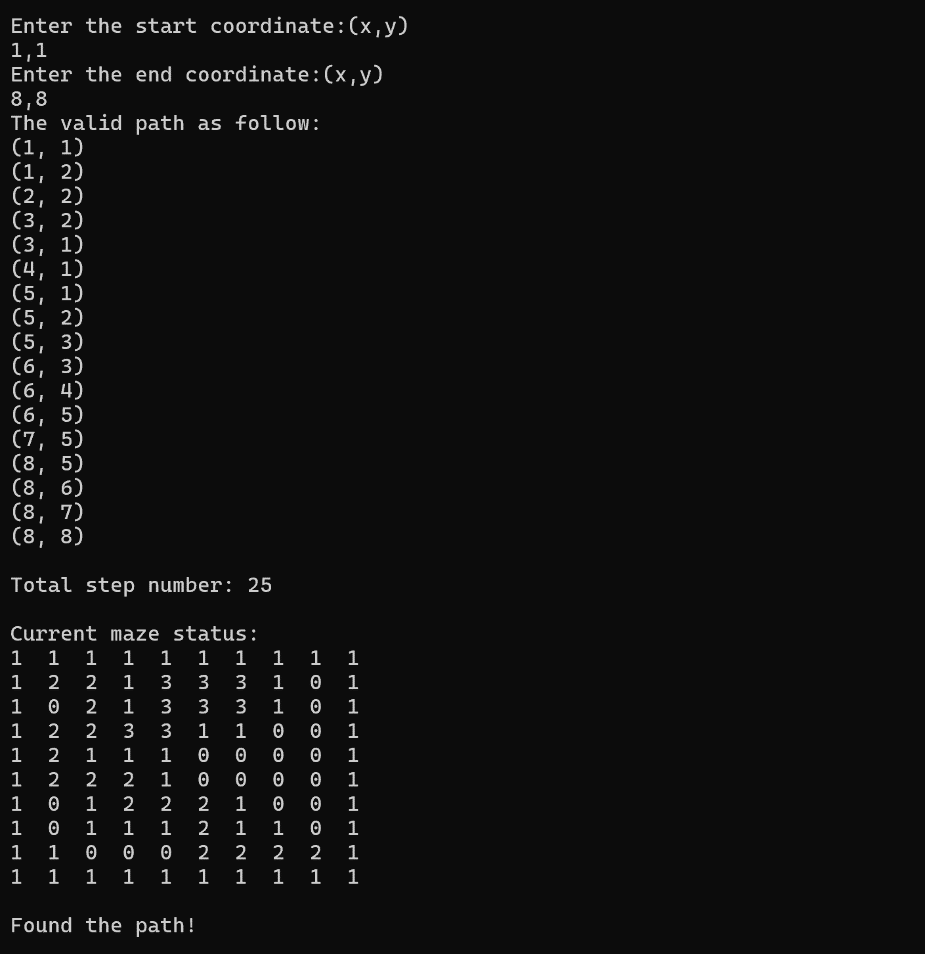 Enter the start coordinate:(x,y)
1,1
Enter the end coordinate:(x,y)
8,8
The valid path as follow:
(1, 1)
(1, 2)
(2, 2)
(3, 2)
(3, 1)
(4, 1)
(5, 1)
(5, 2)
(5, 3)
(6, 3)
(6, 4)
(6, 5)
(7, 5)
(8, 5)
(8, 6)
(8, 7)
(8, 8)
Total step number: 25
Current maze status:
1 1 1 1 1 1 1 1 1 1
1 2 2 1 3 3 3 1 0 1
1 0 2 1 3 3 3 1 0 1
1 2 2 3 3 1 1 0 0 1
1 2 1 1 1 0 0 0 0 1
1 2 2 2 1 0 0 0 0 1
1 0 1 2 2 2 1 0 0 1
1 0 1 1 1 2 1 1 0 1
1 1 0 0 0 2 2 2 2 1
1 1 1 1 1 1 1 1 1 1
Found the path!